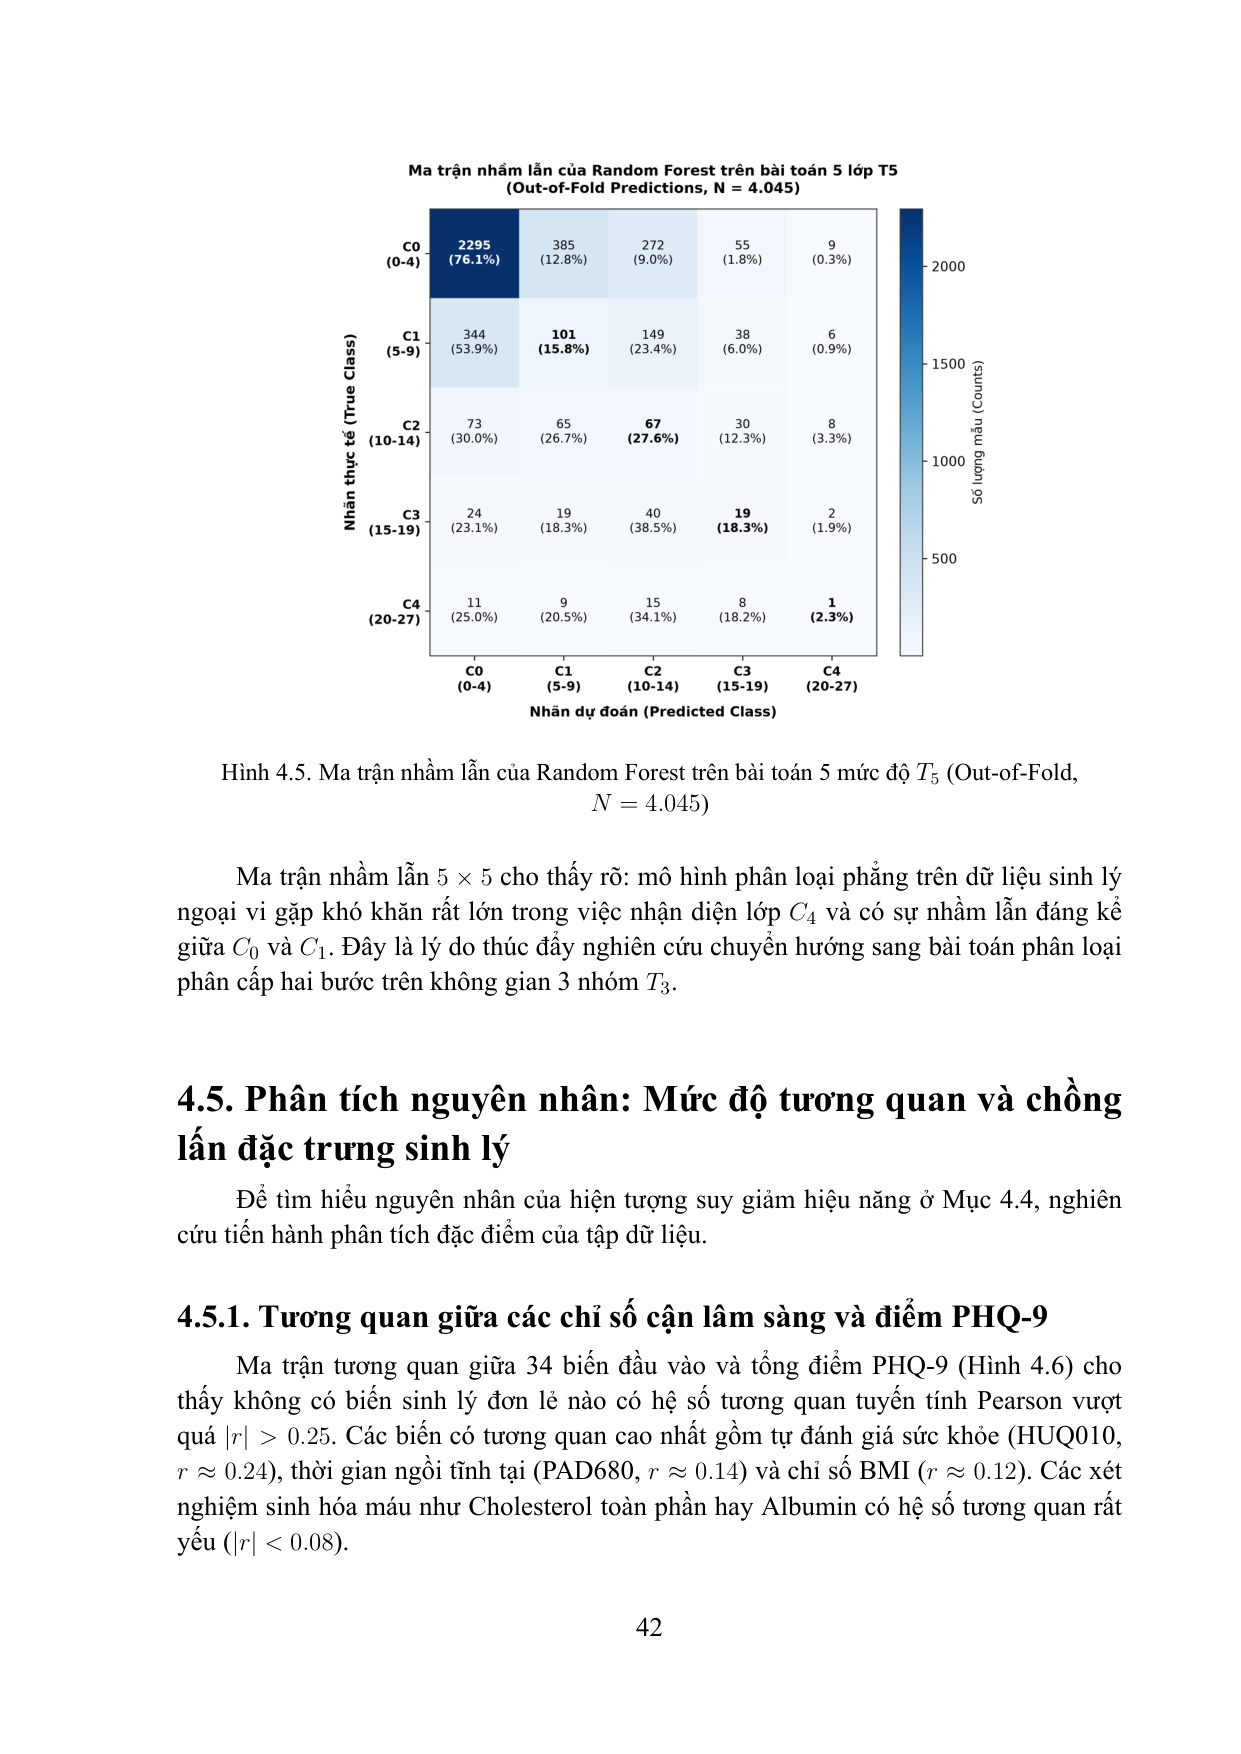 Ma trận nhầm lẫn của Random Forest trên bài toán 5 lớp T5
(Out-of-Fold Predictions, N = 4.045)
C0
(0-4)
2295
(76.1%)
385
(12.8%)
272
(9.0%)
55
(1.8%)
9
(0.3%)
C1
(5-9)
344
(53.9%)
101
(15.8%)
149
(23.4%)
38
(6.0%)
6
(0.9%)
C2
(10-14)
73
(30.0%)
65
(26.7%)
67
(27.6%)
30
(12.3%)
8
(3.3%)
C3
(15-19)
24
(23.1%)
19
(18.3%)
40
(38.5%)
19
(18.3%)
2
(1.9%)
C4
(20-27)
11
(25.0%)
9
(20.5%)
15
(34.1%)
8
(18.2%)
1
(2.3%)
C0
(0-4)
C1
(5-9)
C2
(10-14)
C3
(15-19)
C4
(20-27)
Nhãn dự đoán (Predicted Class)
Nhãn thực tế (True Class)
2000
1500
1000
500
Số lượng mẫu (Counts)
Hình 4.5. Ma trận nhầm lẫn của Random Forest trên bài toán 5 mức độ T5 (Out-of-Fold,
N = 4.045)
Ma trận nhầm lẫn 5 × 5 cho thấy rõ: mô hình phân loại phẳng trên dữ liệu sinh lý
ngoại vi gặp khó khăn rất lớn trong việc nhận diện lớp C4 và có sự nhầm lẫn đáng kể
giữa C0 và C1. Đây là lý do thúc đẩy nghiên cứu chuyển hướng sang bài toán phân loại
phân cấp hai bước trên không gian 3 nhóm T3.
4.5. Phân tích nguyên nhân: Mức độ tương quan và chồng
lấn đặc trưng sinh lý
Để tìm hiểu nguyên nhân của hiện tượng suy giảm hiệu năng ở Mục 4.4, nghiên
cứu tiến hành phân tích đặc điểm của tập dữ liệu.
4.5.1. Tương quan giữa các chỉ số cận lâm sàng và điểm PHQ-9
Ma trận tương quan giữa 34 biến đầu vào và tổng điểm PHQ-9 (Hình 4.6) cho
thấy không có biến sinh lý đơn lẻ nào có hệ số tương quan tuyến tính Pearson vượt
quá |r| > 0.25. Các biến có tương quan cao nhất gồm tự đánh giá sức khỏe (HUQ010,
r ≈ 0.24), thời gian ngồi tĩnh tại (PAD680, r ≈ 0.14) và chỉ số BMI (r ≈ 0.12). Các xét
nghiệm sinh hóa máu như Cholesterol toàn phần hay Albumin có hệ số tương quan rất
yếu (|r| < 0.08).
42